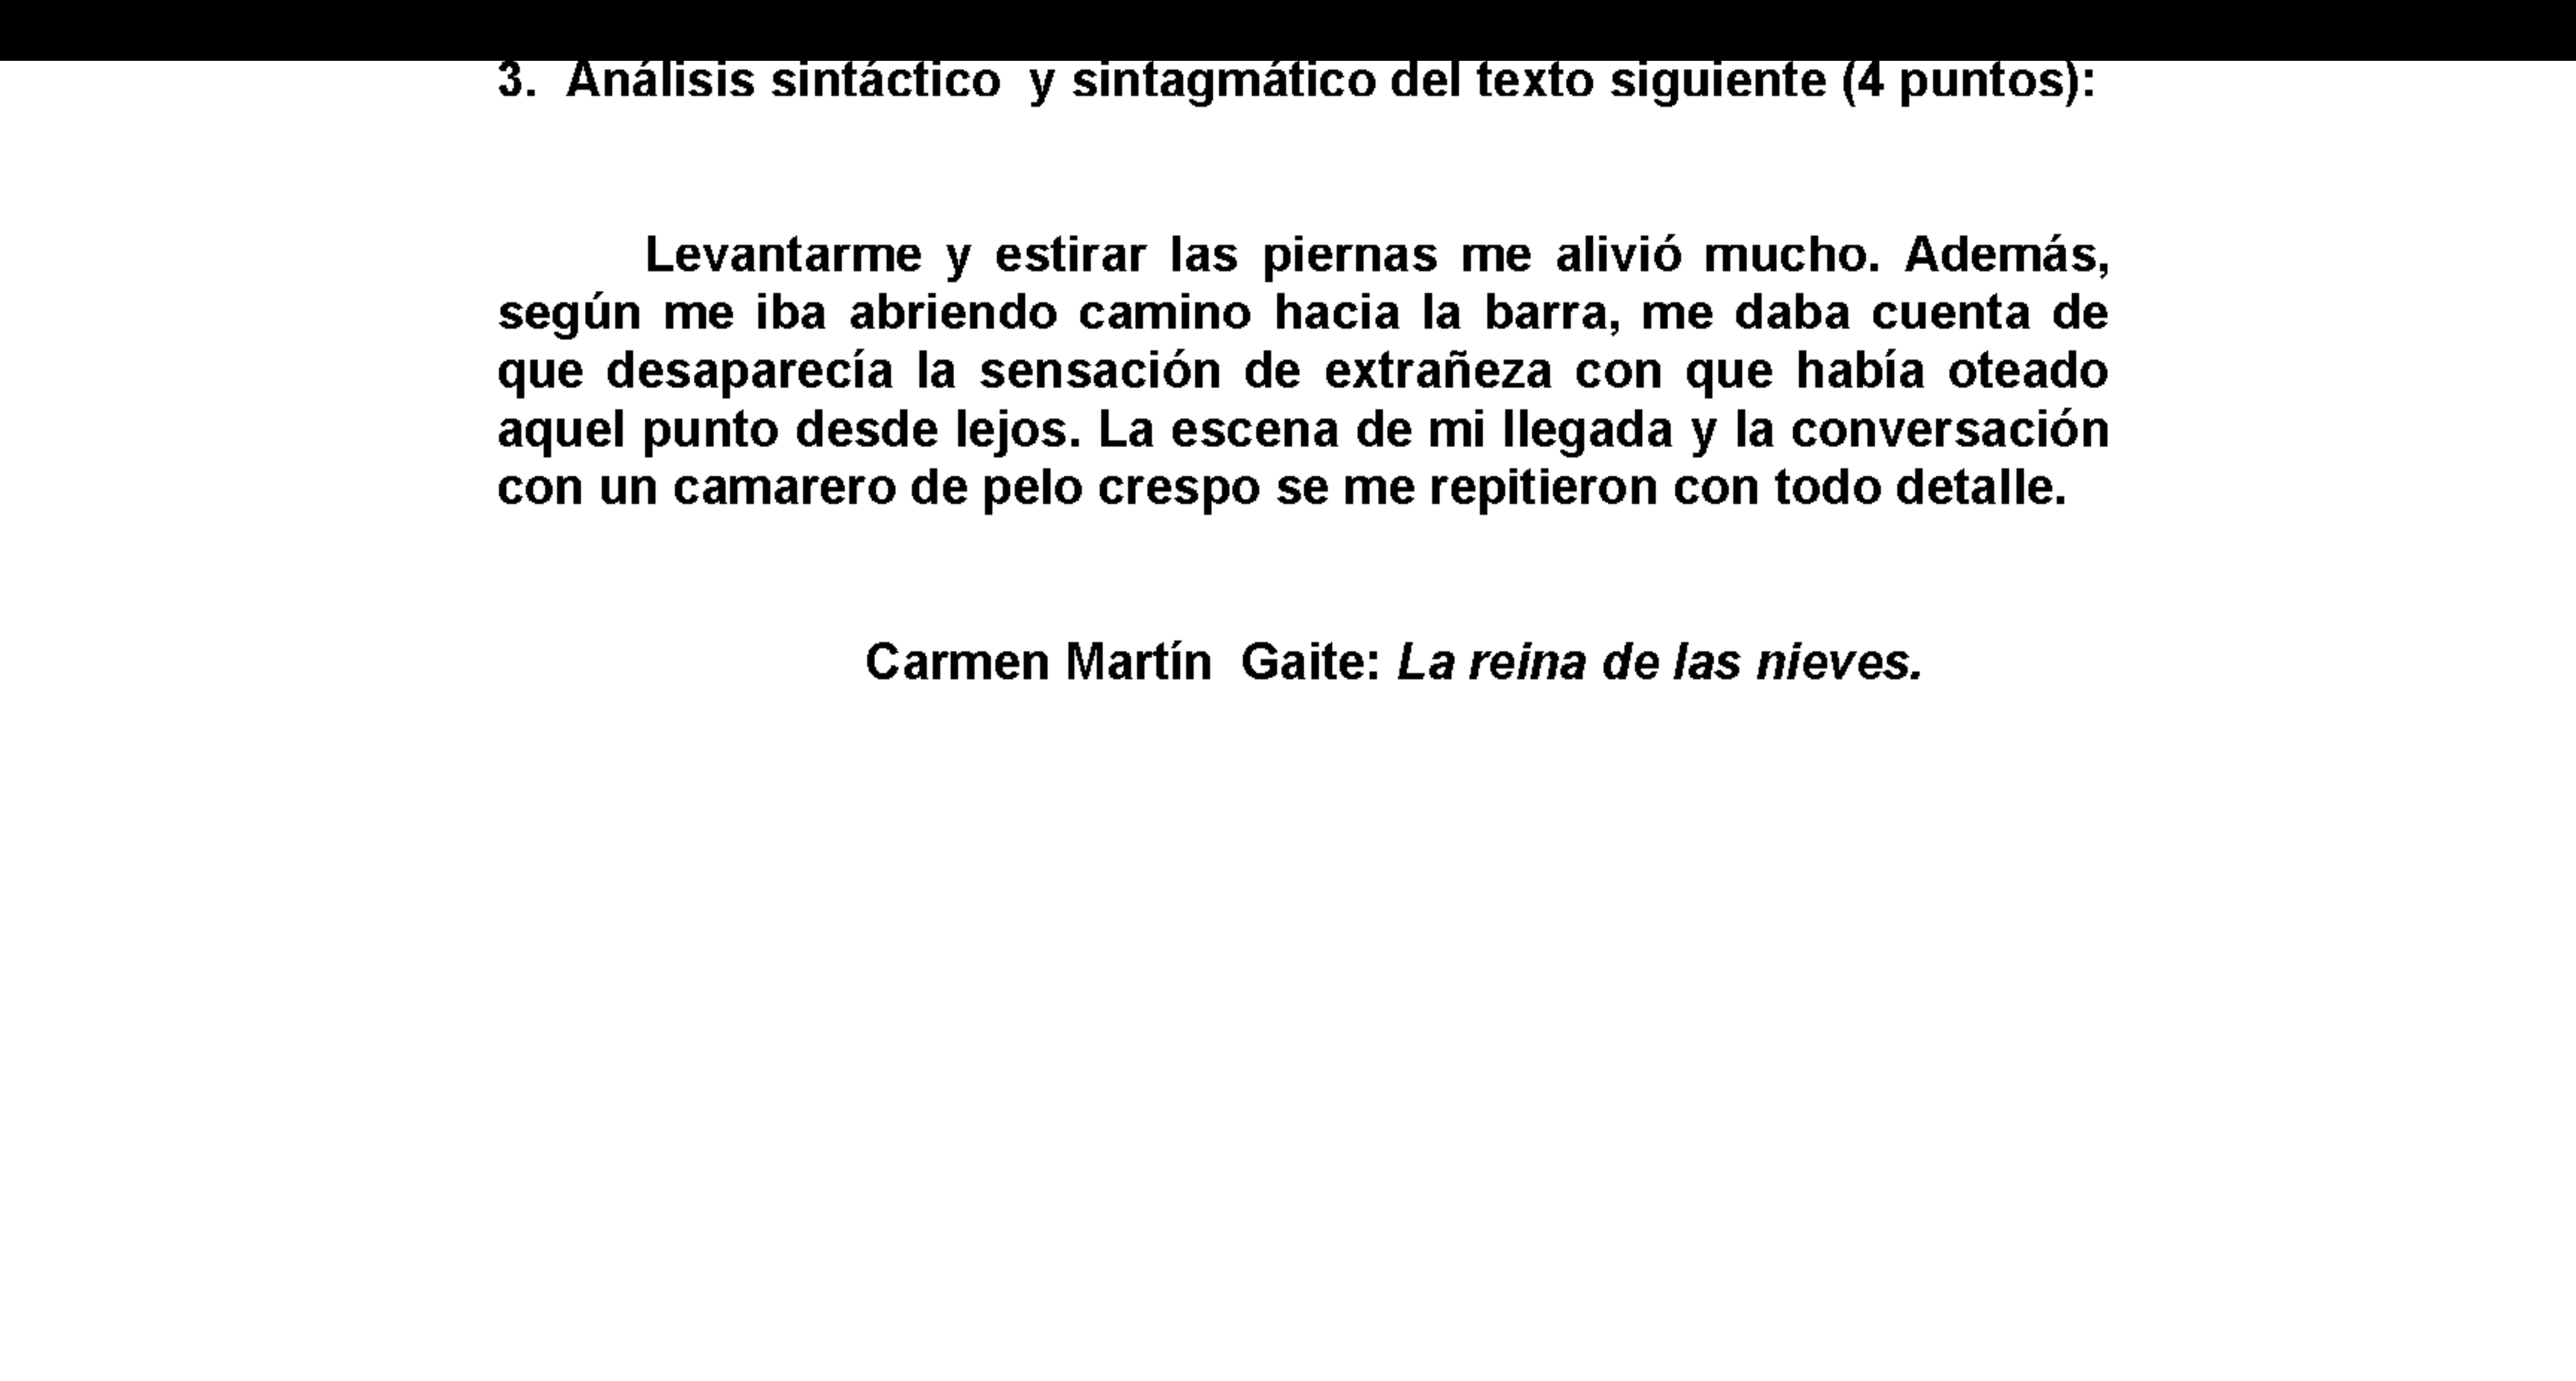 3. Análisis sintáctico y sintagmático del texto siguiente (4 puntos):
Levantarme y estirar las piernas me alivió mucho. Además,
según me iba abriendo camino hacia la barra, me daba cuenta de
que desaparecía la sensación de extrañeza con que había oteado
aquel punto desde lejos. La escena de mi llegada y la conversación
con un camarero de pelo crespo se me repitieron con todo detalle.
Carmen Martín Gaite: La reina de las nieves.